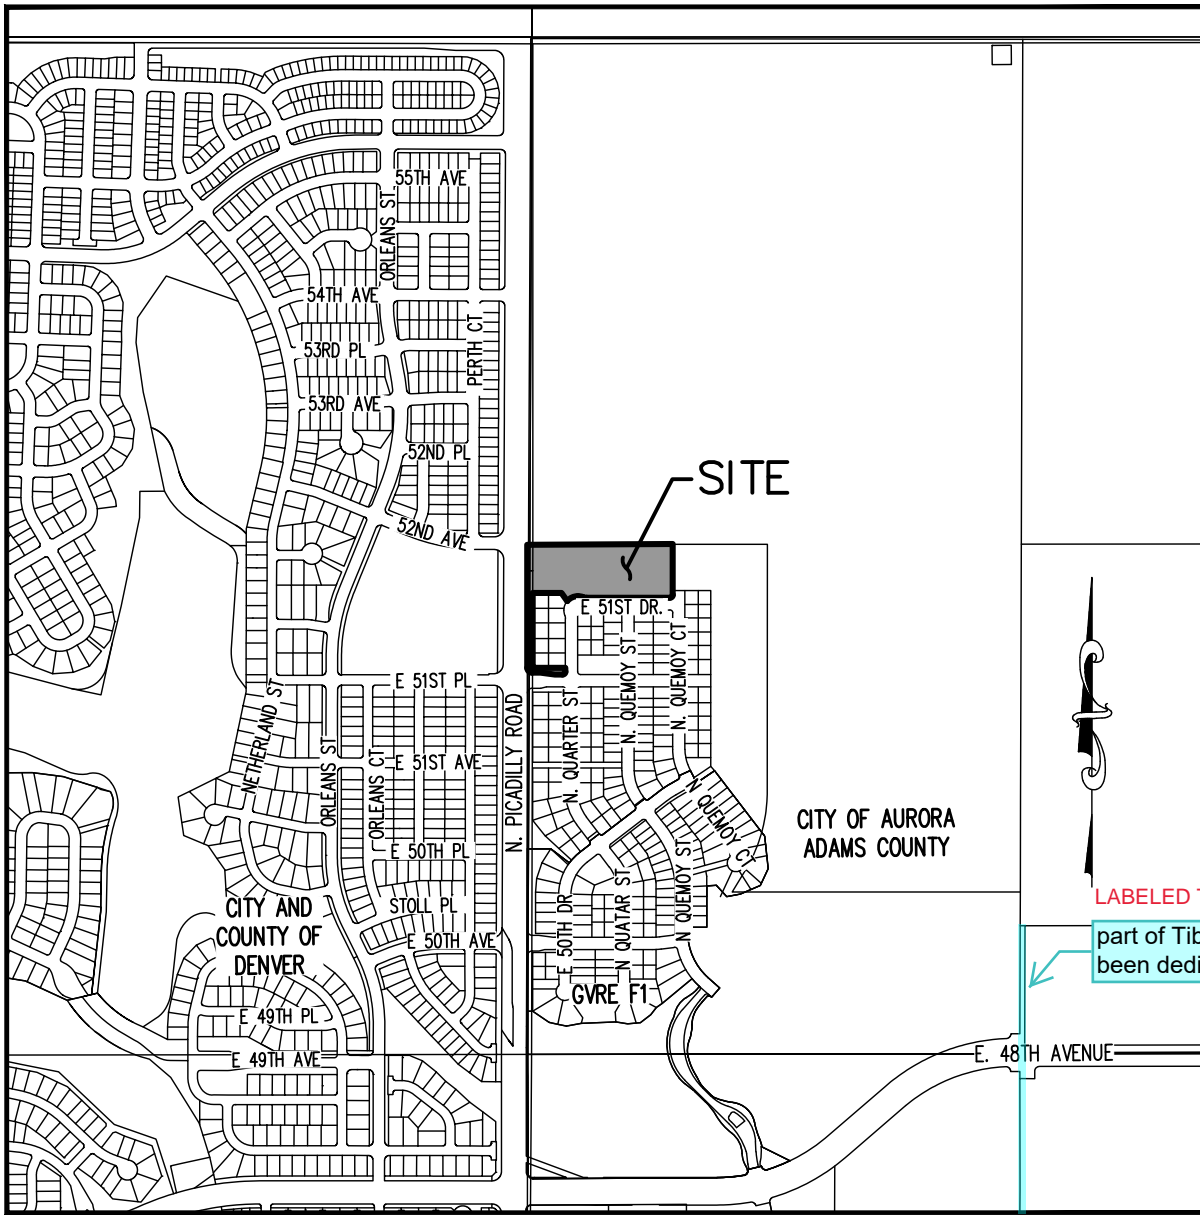 55TH AVE
ORLEANS ST
54TH AVE
PERTH CT
53RD PL
53RD AVE
52ND PL
SITE
52ND AVE
E 51ST DR.
N. QUEMOY ST
N. QUEMOY CT
E 51ST PL
NETHERLAND ST
N. PICADILLY ROAD
N. QUARTER ST
ORLEANS ST
ORLEANS CT
E 51ST AVE
N QUEMOY CT
CITY OF AURORA
ADAMS COUNTY
E 50TH PL
N QUEMOY ST
LABELED T
CITY AND
COUNTY OF
DENVER
STOLL PL
E 50TH AVE
E 50TH DR
N QUATAR ST
part of Tib
been dedi
GVRE F1
E 49TH PL
E 49TH AVE
E. 48TH AVENUE